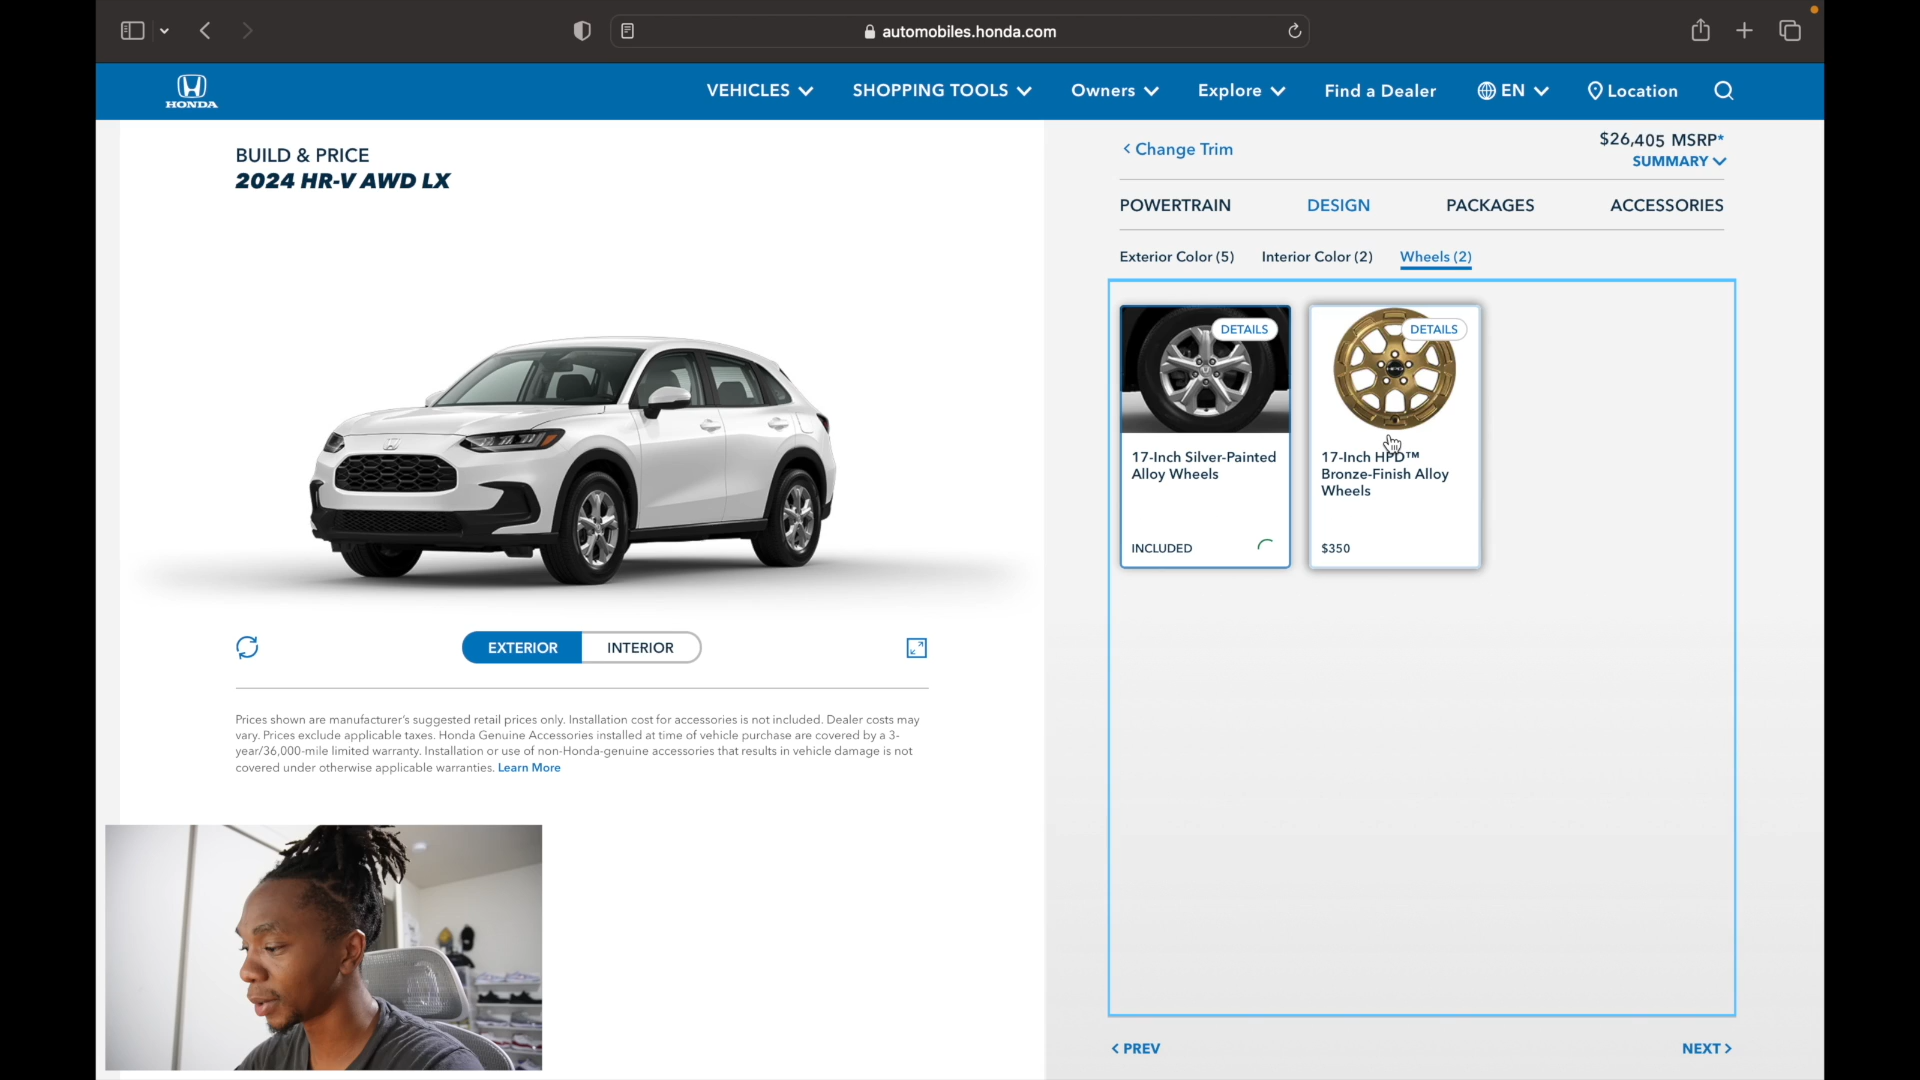 automobiles.honda.com
HONDA
VEHICLES
SHOPPING TOOLS
Owners
Explore
Find a Dealer
EN
Location
BUILD & PRICE
2024 HR-V AWD LX
EXTERIOR
INTERIOR
Prices shown are manufacturer's suggested retail prices only. Installation cost for accessories is not included. Dealer costs may
vary. Prices exclude applicable taxes. Honda Genuine Accessories installed at time of vehicle purchase are covered by a 3-
year/36,000-mile limited warranty. Installation or use of non-Honda-genuine accessories that results in vehicle damage is not
covered under otherwise applicable warranties. Learn More
< Change Trim
$26,405 MSRP*
SUMMARY
POWERTRAIN
DESIGN
PACKAGES
ACCESSORIES
Exterior Color (5)
Interior Color (2)
Wheels (2)
DETAILS
17-Inch Silver-Painted
Alloy Wheels
INCLUDED
DETAILS
HPD
17-Inch HPD™
Bronze-Finish Alloy
Wheels
$350
< PREV
NEXT >